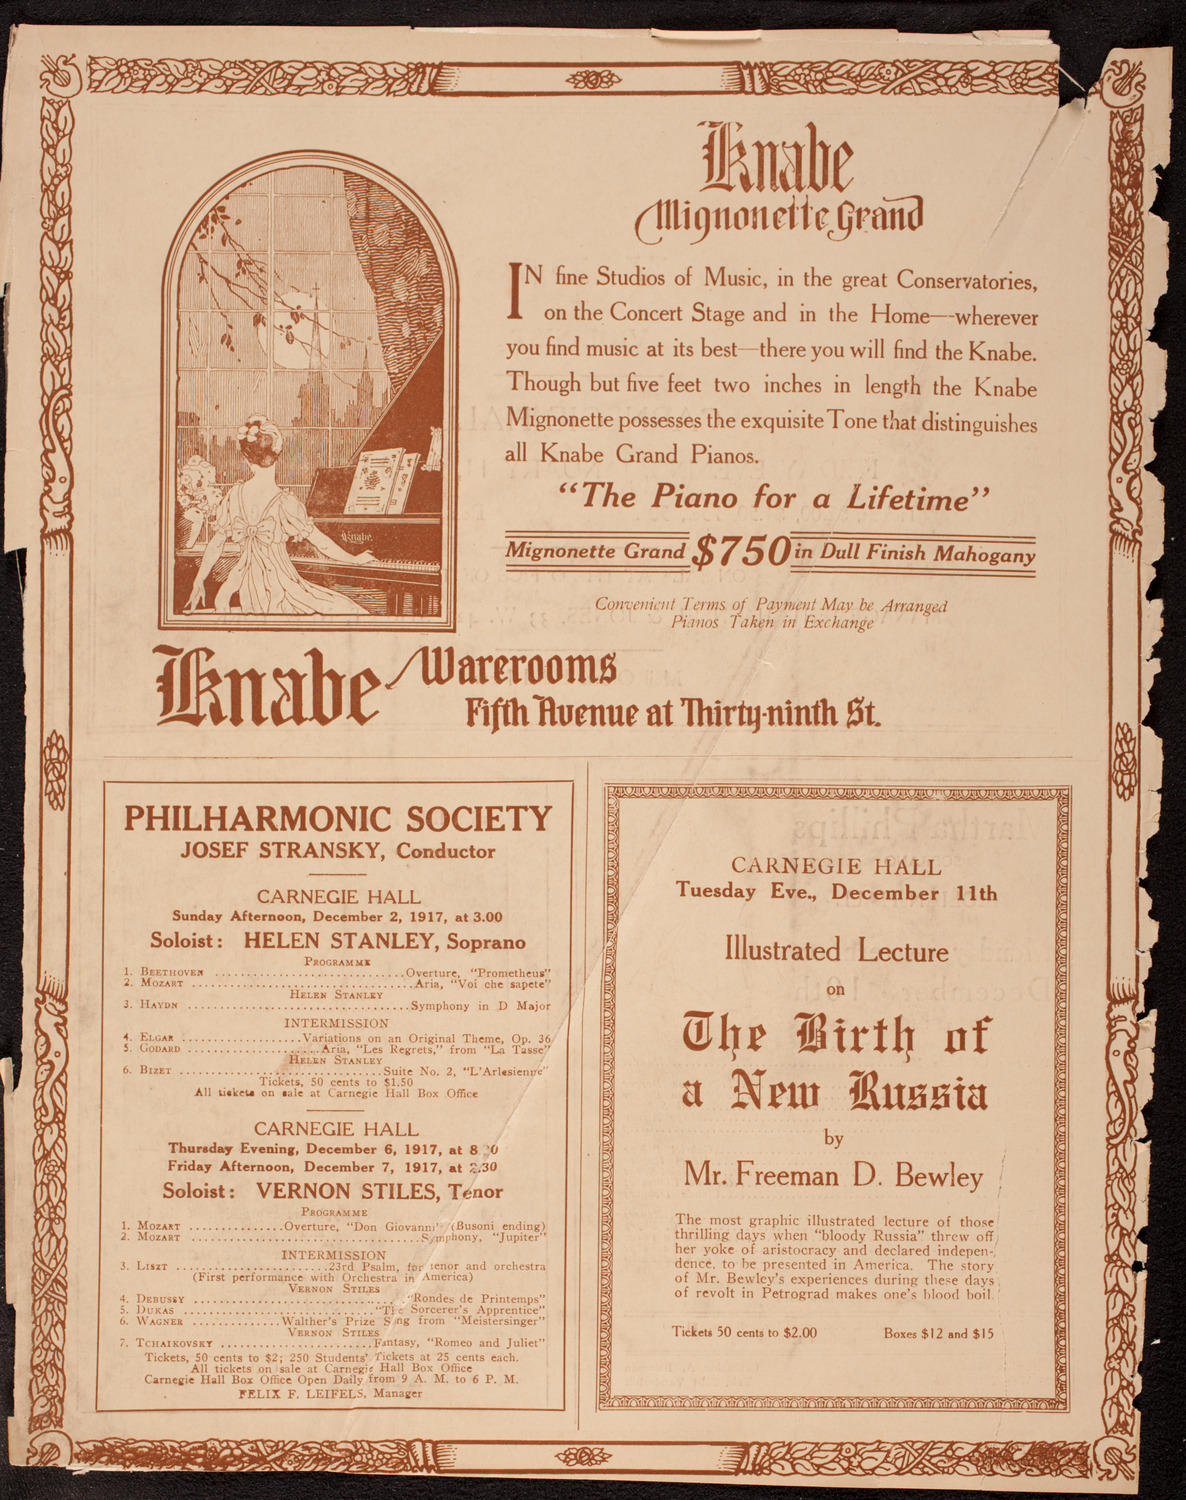 Knabe
Mignonette Grand
IN fine Studios of Music, in the great Conservatories,
on the Concert Stage and in the Home—wherever
you find music at its best—there you will find the Knabe.
Though but five feet two inches in length the Knabe
Mignonette possesses the exquisite Tone that distinguishes
all Knabe Grand Pianos.
"The Piano for a Lifetime"
Mignonette Grand $750 in Dull Finish Mahogany
Convenient Terms of Payment May be Arranged
Pianos Taken in Exchange
Knabe
Knabe Warerooms
Fifth Avenue at Thirty-ninth St.
PHILHARMONIC SOCIETY
JOSEF STRANSKY, Conductor
CARNEGIE HALL
Sunday Afternoon, December 2, 1917, at 3.00
Soloist: HELEN STANLEY, Soprano
PROGRAMME
1. BEETHOVEN ............................Overture, "Prometheus"
2. MOZART .................................Aria, "Voi che sapete"
HELEN STANLEY
3. HAYDN .................................Symphony in D Major
INTERMISSION
4. ELGAR ..................Variations on an Original Theme, Op. 36
5. GODARD ....................Aria, "Les Regrets," from "La Tasse"
HELEN STANLEY
6. BIZET ...............................Suite No. 2, "L'Arlesienne"
Tickets, 50 cents to $1.50
All tickets on sale at Carnegie Hall Box Office
CARNEGIE HALL
Thursday Evening, December 6, 1917, at 8 0
Friday Afternoon, December 7, 1917, at 2.30
Soloist: VERNON STILES, Tenor
PROGRAMME
1. MOZART ..............Overture, "Don Giovanni" (Busoni ending)
2. MOZART ...................................Symphony, "Jupiter"
INTERMISSION
3. LISZT .......................23rd Psalm, for tenor and orchestra
(First performance with Orchestra in America)
VERNON STILES
4. DEBUSSY .................................."Rondes de Printemps"
5. DUKAS ............................."The Sorcerer's Apprentice"
6. WAGNER .............Walther's Prize Song from "Meistersinger"
VERNON STILES
7. TCHAIKOVSKY .......................Fantasy, "Romeo and Juliet"
Tickets, 50 cents to $2; 250 Students' Tickets at 25 cents each.
All tickets on sale at Carnegie Hall Box Office
Carnegie Hall Box Office Open Daily from 9 A. M. to 6 P. M.
FELIX F. LEIFELS, Manager
CARNEGIE HALL
Tuesday Eve., December 11th
Illustrated Lecture
on
The Birth of
a New Russia
by
Mr. Freeman D. Bewley
The most graphic illustrated lecture of those
thrilling days when "bloody Russia" threw off
her yoke of aristocracy and declared indepen-
dence, to be presented in America. The story
of Mr. Bewley's experiences during these days
of revolt in Petrograd makes one's blood boil.
Tickets 50 cents to $2.00 Boxes $12 and $15